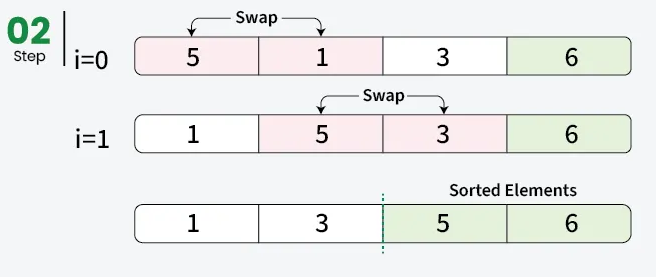 02
Step
Swap
i=0
5 1 3 6
Swap
i=1
1 5 3 6
Sorted Elements
1 3 5 6